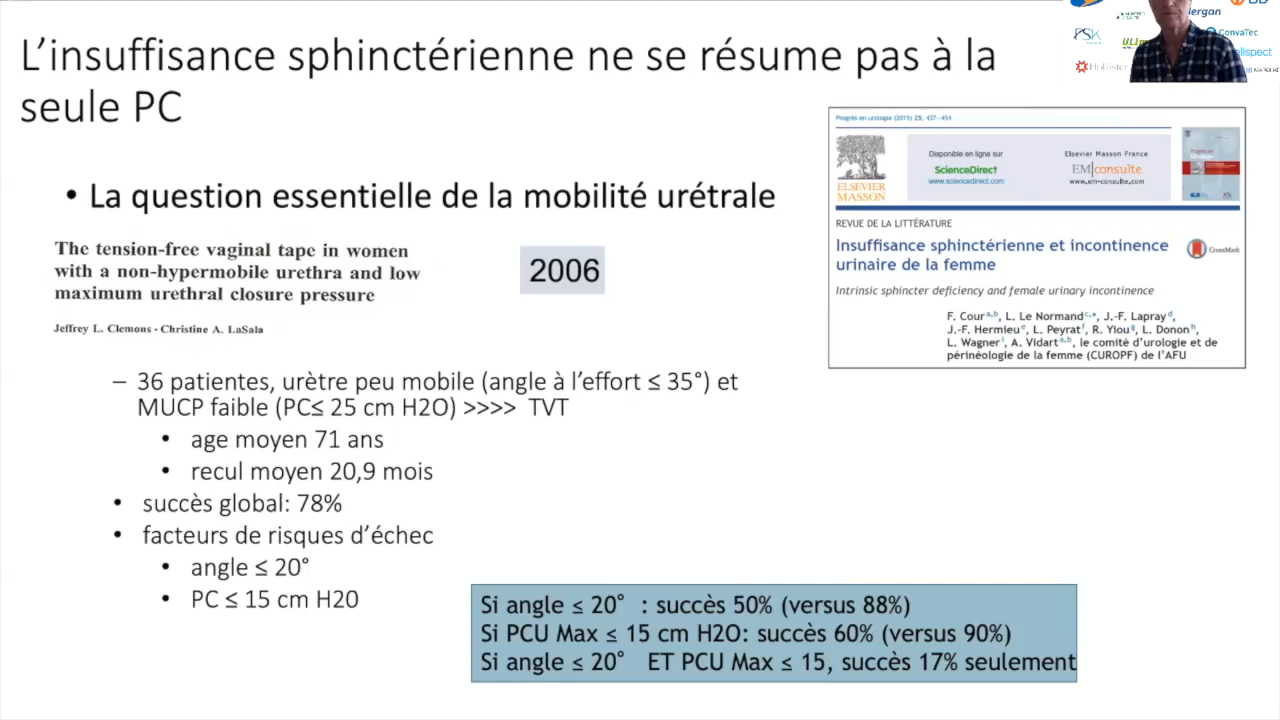 L'insuffisance sphinctérienne ne se résume pas à la
seule PC
• La question essentielle de la mobilité urétrale
The tension-free vaginal tape in women
with a non-hypermobile urethra and low
maximum urethral closure pressure
Jeffrey L. Clemons · Christine A. LaSala
2006
– 36 patientes, urètre peu mobile (angle à l'effort ≤ 35°) et
MUCP faible (PC≤ 25 cm H2O) >>>> TVT
• age moyen 71 ans
• recul moyen 20,9 mois
• succès global: 78%
• facteurs de risques d'échec
• angle ≤ 20°
• PC ≤ 15 cm H20
Si angle ≤ 20° : succès 50% (versus 88%)
Si PCU Max ≤ 15 cm H2O: succès 60% (versus 90%)
Si angle ≤ 20° ET PCU Max ≤ 15, succès 17% seulement
Progrès en urologie (2015) 25, 437—454
ELSEVIER
MASSON
Disponible en ligne sur
ScienceDirect
www.sciencedirect.com
Elsevier Masson France
EM|consulte
www.em-consulte.com
REVUE DE LA LITTÉRATURE
Insuffisance sphinctérienne et incontinence
urinaire de la femme
CrossMark
Intrinsic sphincter deficiency and female urinary incontinence
F. Cour a,b, L. Le Normand c,*, J.-F. Lapray d,
J.-F. Hermieu e, L. Peyrat f, R. Yiou g, L. Donon h,
L. Wagner i, A. Vidart a,b, le comité d'urologie et de
périnéologie de la femme (CUROPF) de l'AFU
lergan
PSK
ConvaTec
Hollister